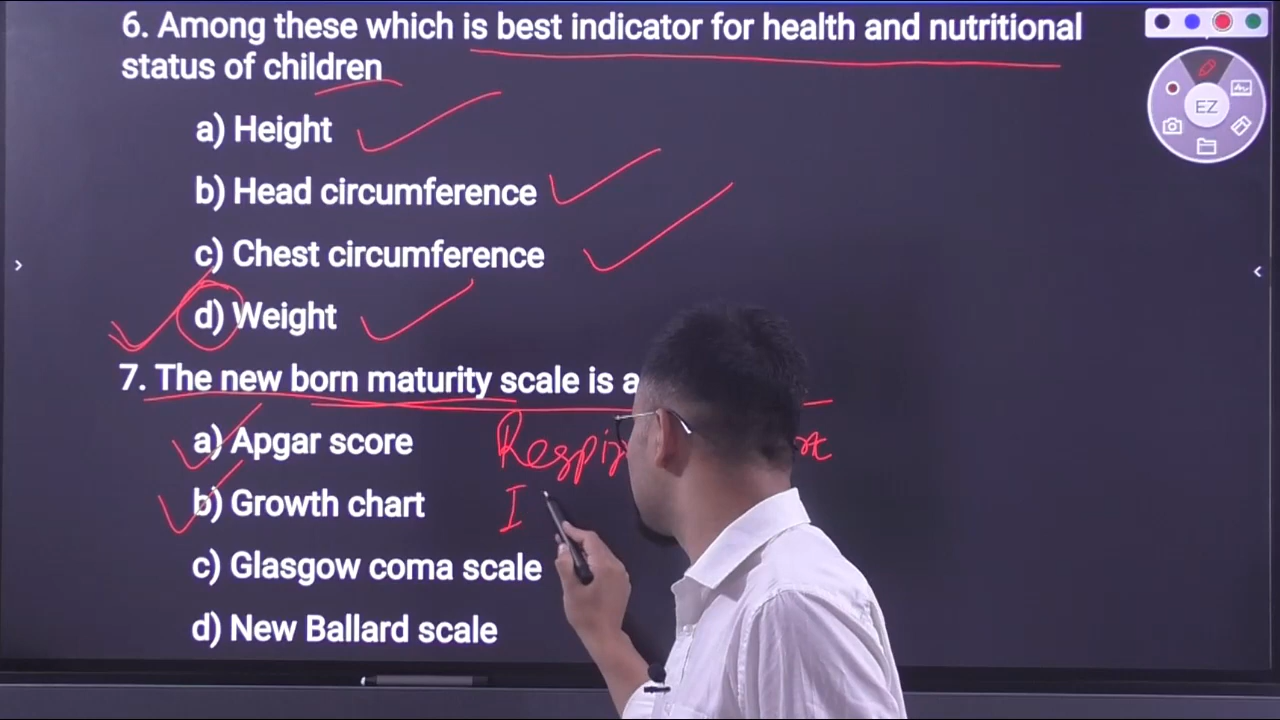 6. Among these which is best indicator for health and nutritional
status of children
a) Height
b) Head circumference
c) Chest circumference
d) Weight
7. The new born maturity scale is
a) Apgar score
b) Growth chart
I
c) Glasgow coma scale
d) New Ballard scale
EZ